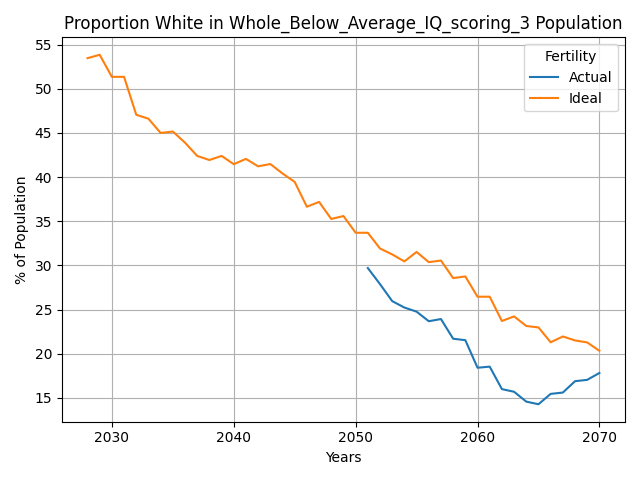 Proportion White in Whole_Below_Average_IQ_scoring_3 Population
Fertility
Actual
Ideal
% of Population
55
50
45
40
35
30
25
20
15
2030
2040
2050
2060
2070
Years